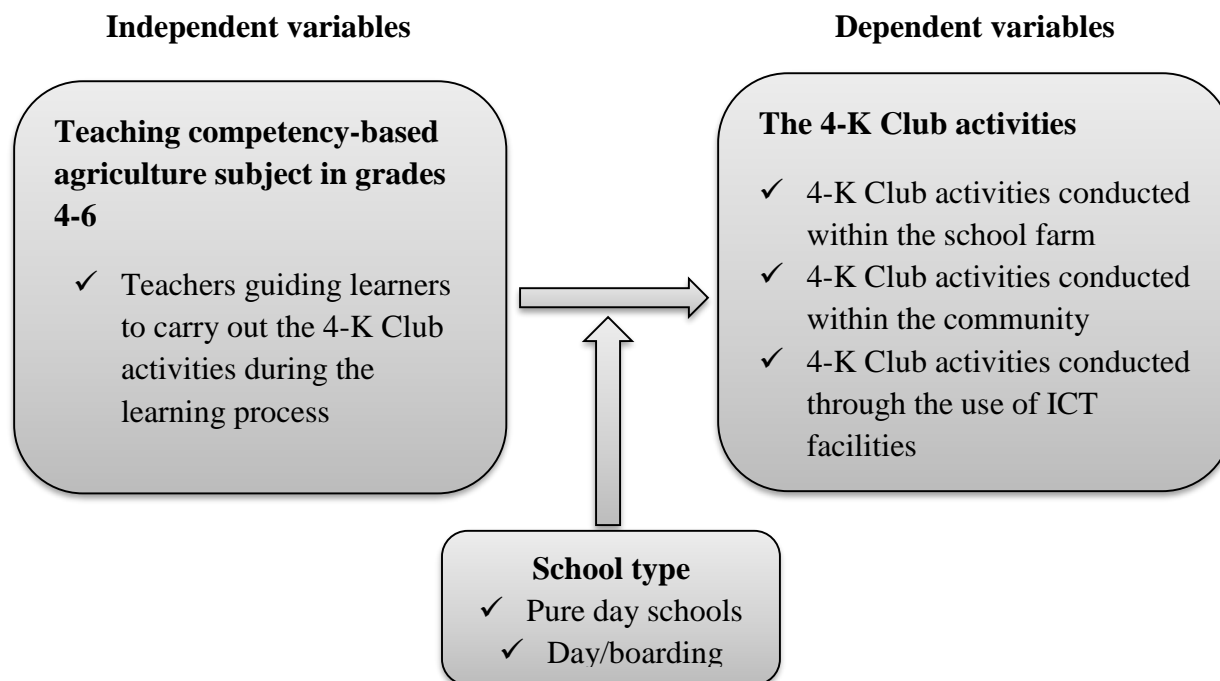 Independent variables
Dependent variables
Teaching competency-based
agriculture subject in grades
4-6
✓ Teachers guiding learners
to carry out the 4-K Club
activities during the
learning process
The 4-K Club activities
✓ 4-K Club activities conducted
within the school farm
✓ 4-K Club activities conducted
within the community
✓ 4-K Club activities conducted
through the use of ICT
facilities
School type
✓ Pure day schools
✓ Day/boarding